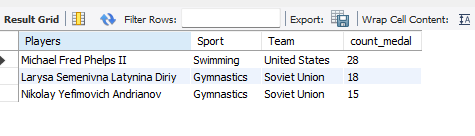 Result Grid Filter Rows: Export: Wrap Cell Content:
Players Sport Team count_medal
Michael Fred Phelps II Swimming United States 28
Larysa Semenivna Latynina Diriy Gymnastics Soviet Union 18
Nikolay Yefimovich Andrianov Gymnastics Soviet Union 15